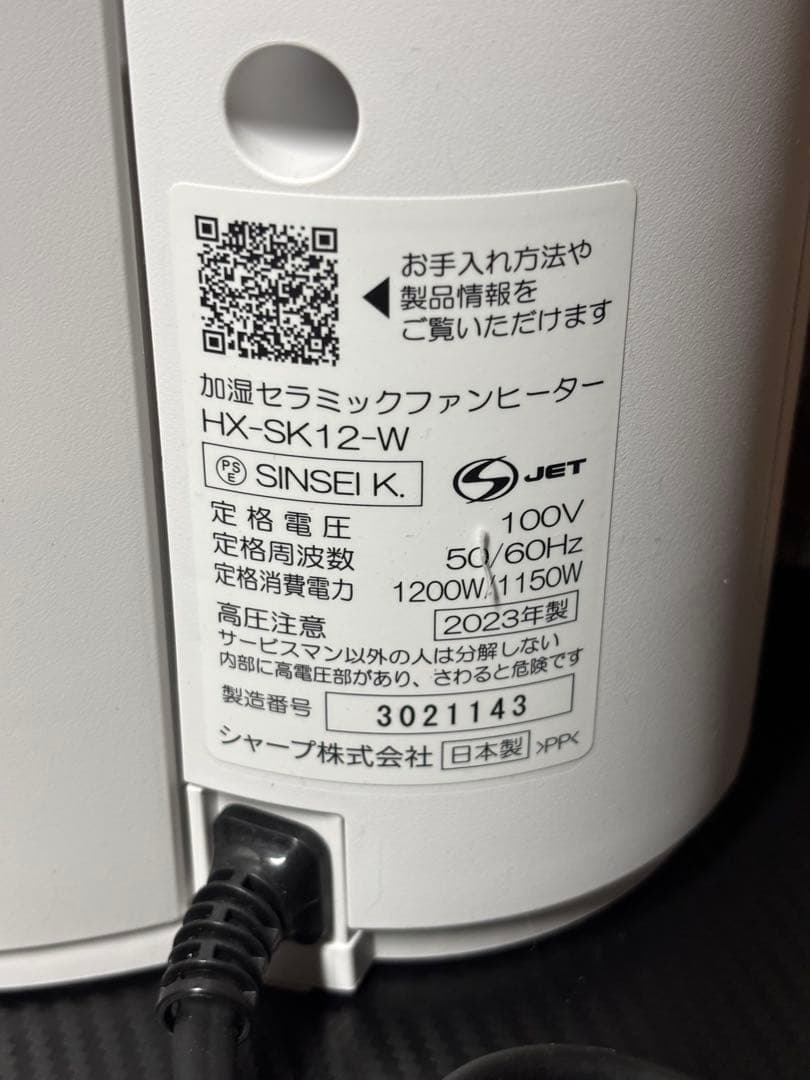 お手入れ方法や
◀製品情報を
ご覧いただけます
加湿セラミックファンヒーター
HX-SK12-W
PSE SINSEI K. S JET
定格電圧 100V
定格周波数 50/60Hz
定格消費電力 1200W/1150W
高圧注意 2023年製
サービスマン以外の人は分解しない
内部に高電圧部があり、さわると危険です
製造番号 3021143
シャープ株式会社 日本製 >PP<